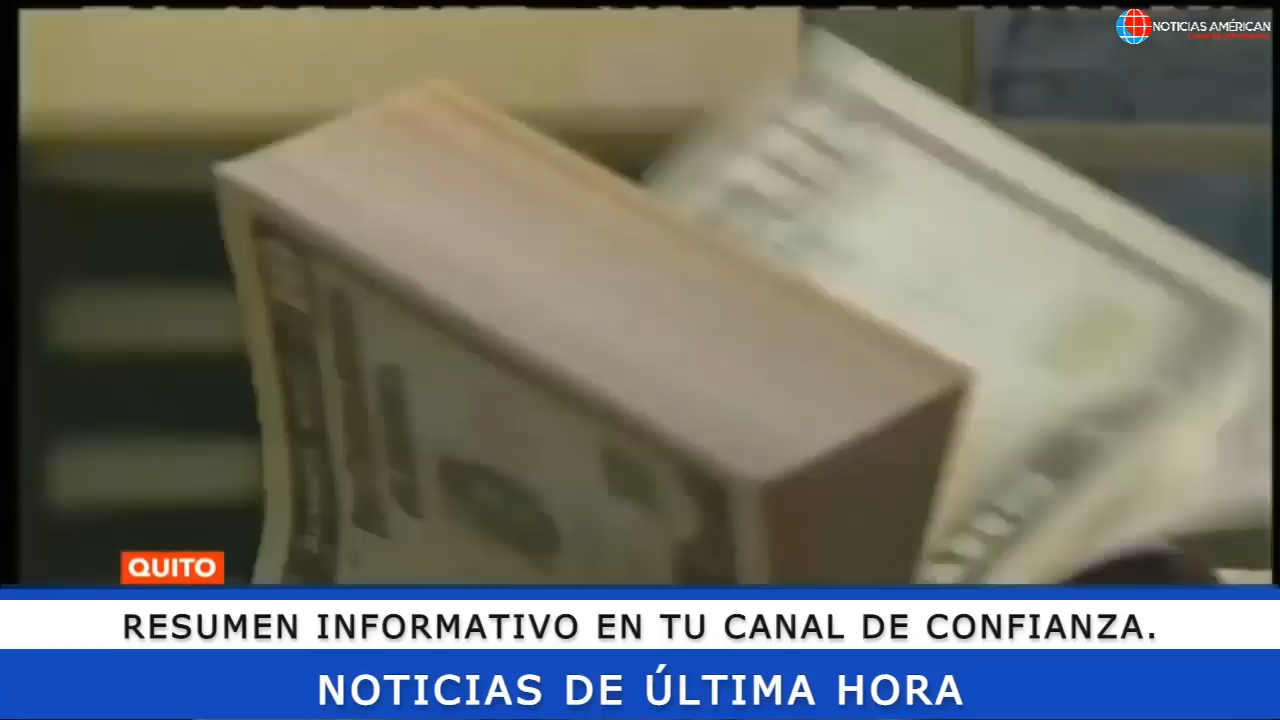 NOTICIAS AMÉRICAN
QUITO
RESUMEN INFORMATIVO EN TU CANAL DE CONFIANZA.
NOTICIAS DE ÚLTIMA HORA